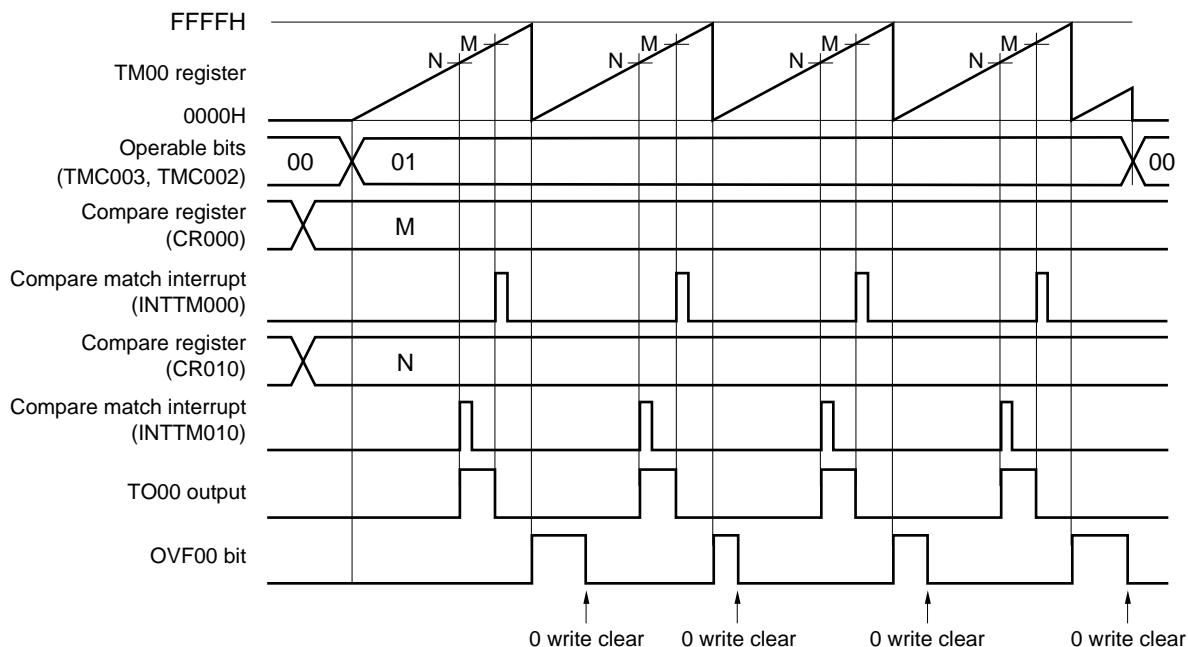 FFFFH
M M M M
N N N N
TM00 register
0000H
Operable bits
(TMC003, TMC002)
00 01 00
Compare register
(CR000)
M
Compare match interrupt
(INTTM000)
Compare register
(CR010)
N
Compare match interrupt
(INTTM010)
TO00 output
OVF00 bit
0 write clear 0 write clear 0 write clear 0 write clear